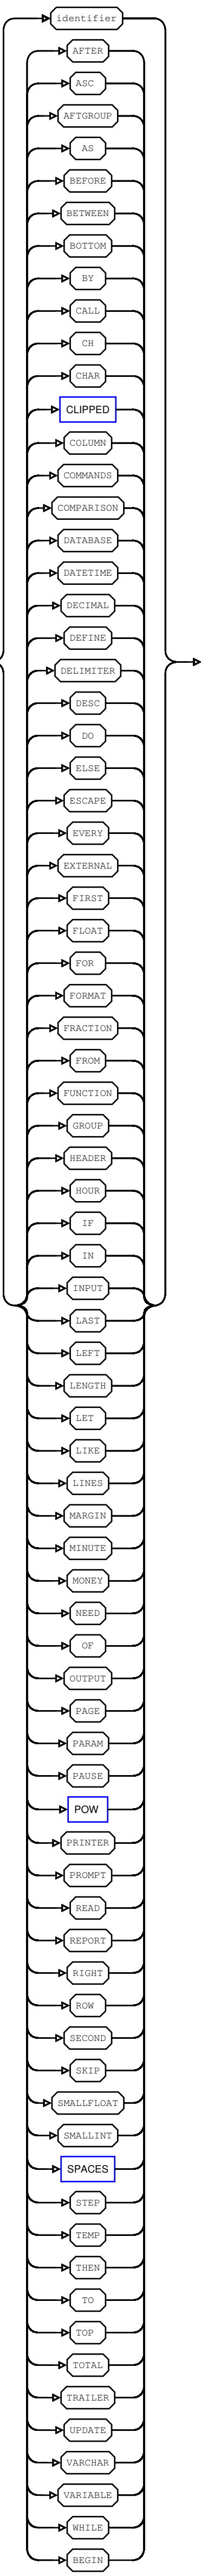 identifier
AFTER
ASC
AFTGROUP
AS
BEFORE
BETWEEN
BOTTOM
BY
CALL
CH
CHAR
CLIPPED
COLUMN
COMMANDS
COMPARISON
DATABASE
DATETIME
DECIMAL
DEFINE
DELIMITER
DESC
DO
ELSE
ESCAPE
EVERY
EXTERNAL
FIRST
FLOAT
FOR
FORMAT
FRACTION
FROM
FUNCTION
GROUP
HEADER
HOUR
IF
IN
INPUT
LAST
LEFT
LENGTH
LET
LIKE
LINES
MARGIN
MINUTE
MONEY
NEED
OF
OUTPUT
PAGE
PARAM
PAUSE
POW
PRINTER
PROMPT
READ
REPORT
RIGHT
ROW
SECOND
SKIP
SMALLFLOAT
SMALLINT
SPACES
STEP
TEMP
THEN
TO
TOP
TOTAL
TRAILER
UPDATE
VARCHAR
VARIABLE
WHILE
BEGIN